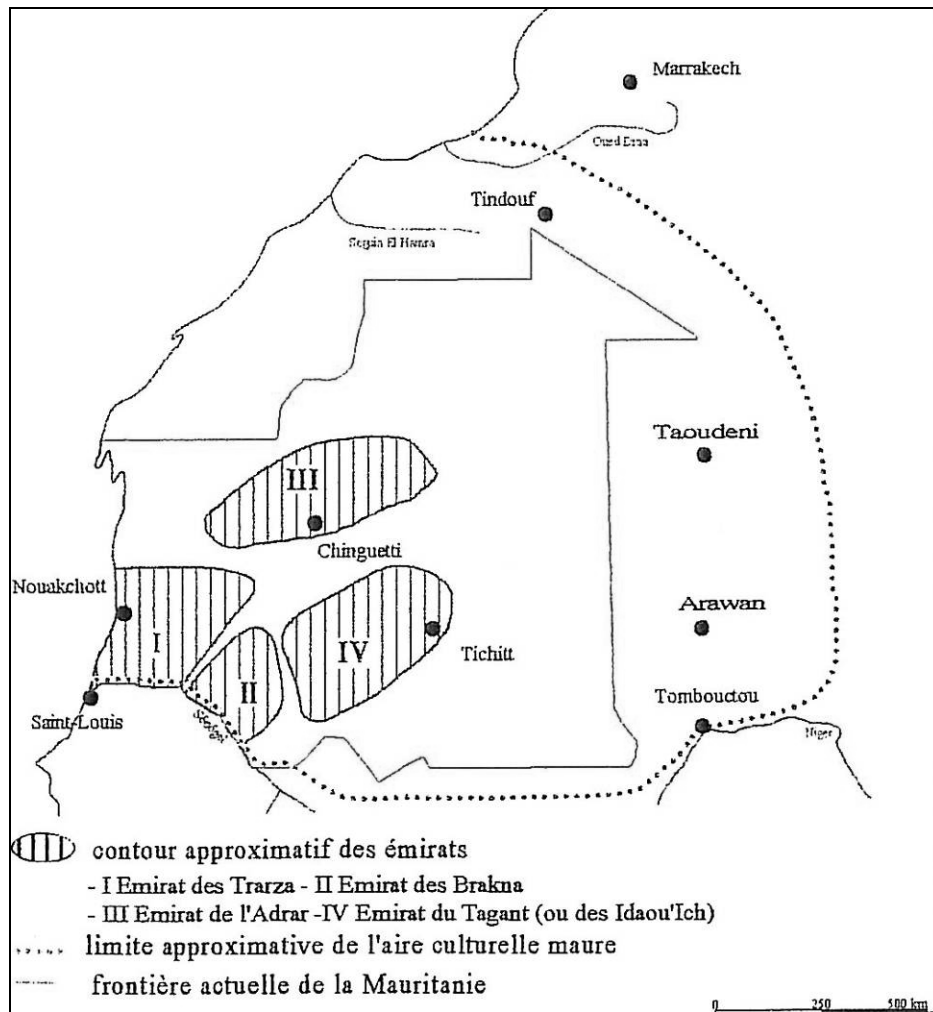 Marrakech
Oued Draa
Tindouf
Seguia El Hamra
Taoudeni
III
Chinguetti
Nouakchott
I
Arawan
IV
Tichitt
II
Saint-Louis
Tombouctou
Niger
contour approximatif des émirats
- I Emirat des Trarza - II Emirat des Brakna
- III Emirat de l'Adrar -IV Emirat du Tagant (ou des Idaou'Ich)
limite approximative de l'aire culturelle maure
frontière actuelle de la Mauritanie
0 250 500 km